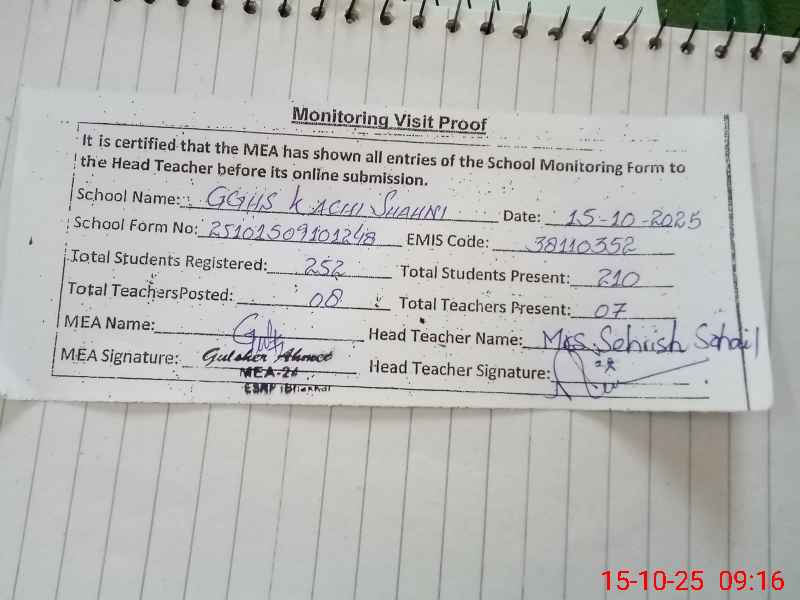 Monitoring Visit Proof
It is certified that the MEA has shown all entries of the School Monitoring Form to
the Head Teacher before its online submission.
School Name: GGHS KACHI SHAHNI Date: 15-10-2025
School Form No: 25101509101248 EMIS Code: 38110352
Total Students Registered: 252 Total Students Present: 210
Total TeachersPosted: 08 Total Teachers Present: 07
MEA Name: Head Teacher Name: Mrs. Sehrish Sohail
MEA Signature: Gulsher Ahmed Head Teacher Signature:
MEA-26
15-10-25 09:16